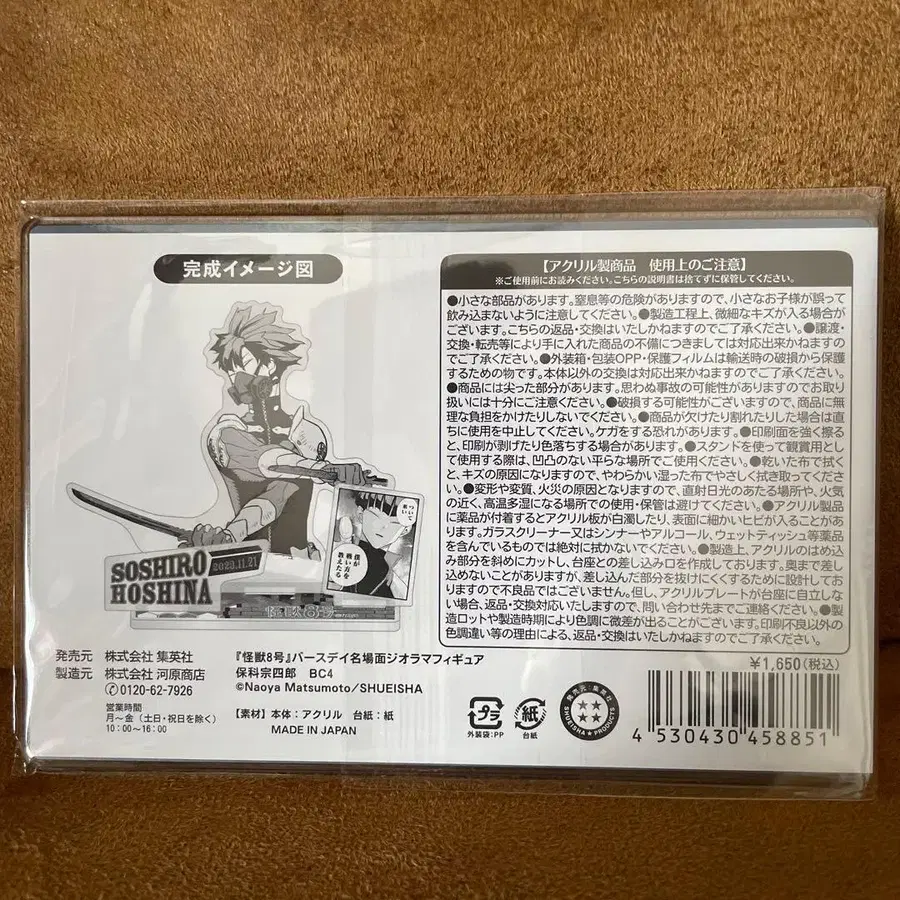 完成イメージ図
SOSHIRO
HOSHINA
2023.11.21
ついて
来い
僕が
戦い方を
教えたる
怪獣8号
【アクリル製商品 使用上のご注意】
※ご使用前にお読みください。こちらの説明書は捨てずに保管してください。
●小さな部品があります。窒息等の危険がありますので、小さなお子様が誤って
飲み込まないように注意してください。●製造工程上、微細なキズが入る場合が
ございます。こちらの返品・交換はいたしかねますのでご了承ください。●譲渡・
交換・転売等により手に入れた商品の不備につきましては対応出来かねますの
でご了承ください。●外装箱・包装OPP・保護フィルムは輸送時の破損から保護
するための物です。本体以外の交換は対応出来かねますのでご了承ください。
●商品には尖った部分があります。思わぬ事故の可能性がありますのでお取り
扱いには十分にご注意ください。●破損する可能性がございますので、商品に無
理な負担をかけたりしないでください。●商品が欠けたり割れたりした場合は直
ちに使用を中止してください。ケガをする恐れがあります。●印刷面を強く擦る
と、印刷が剥げたり色落ちする場合があります。●スタンドを使って観賞用とし
て使用する際は、凹凸のない平らな場所でご使用ください。●乾いた布で拭く
と、キズの原因になりますので、やわらかい湿った布でやさしく拭き取ってくださ
い。●変形や変質、火災の原因となりますので、直射日光のあたる場所や、火気
の近く、高温多湿になる場所での使用・保管は避けてください。●アクリル製品
に薬品が付着するとアクリル板が白濁したり、表面に細かいヒビが入ることがあ
ります。ガラスクリーナー又はシンナーやアルコール、ウェットティッシュ等薬品
を含んでいるものでは絶対に拭かないでください。●製造上、アクリルのはめ込
み部分を斜めにカットし、台座との差し込み口を作成しております。奥まで差し
込めないことがありますが、差し込んだ部分を抜けにくくするために設計してお
りますので不良品ではございません。但し、アクリルプレートが台座に自立しな
い場合、返品・交換対応いたしますので、問い合わせ先までご連絡ください。●製
造ロットや製造時期により色調に微差が出ることがございます。印刷不良以外の
色調違い等の理由による、返品・交換はいたしかねますのでご了承くださいませ。
¥1,650(税込)
発売元 株式会社 集英社
製造元 株式会社 河原商店
0120-62-7926
営業時間
月〜金(土日・祝日を除く)
10:00〜16:00
『怪獣8号』バースデイ名場面ジオラマフィギュア
保科宗四郎 BC4
©Naoya Matsumoto/SHUEISHA
【素材】本体:アクリル 台紙:紙
MADE IN JAPAN
プラ
外装袋:PP
紙
台紙
発売元:集英社
SHUEISHA PRODUCTS
4 530430 458851